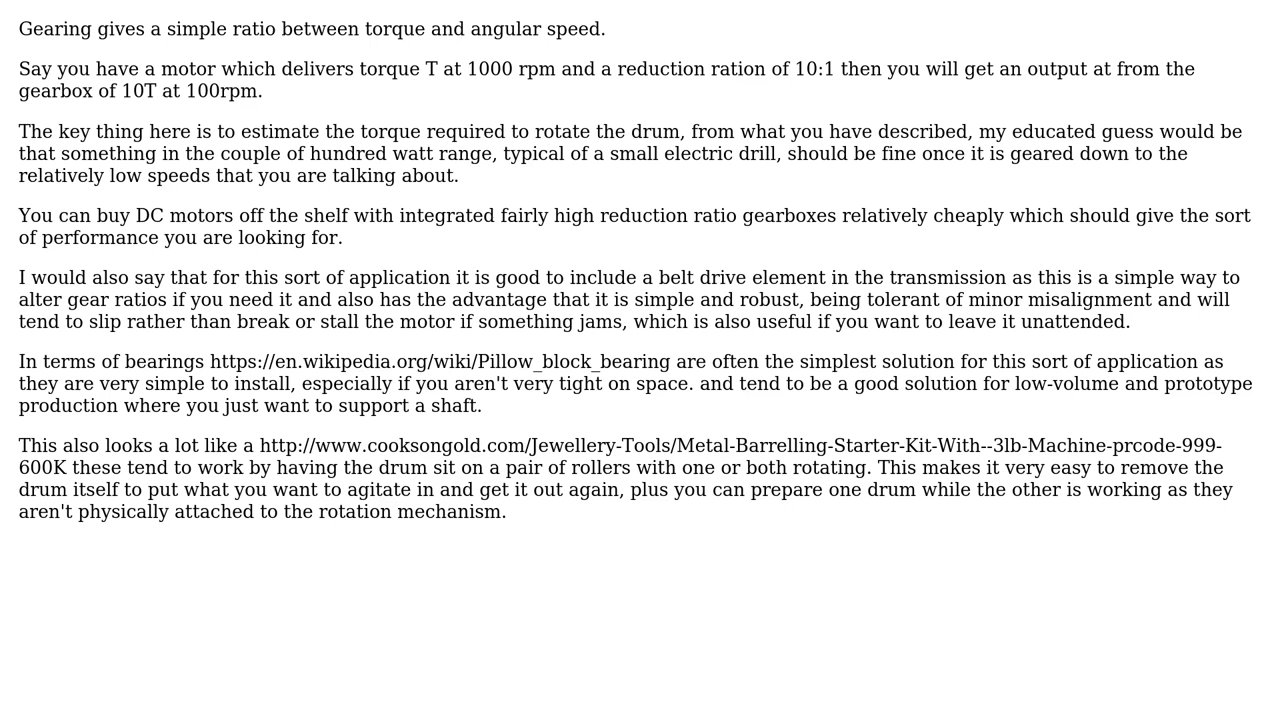 Gearing gives a simple ratio between torque and angular speed.
Say you have a motor which delivers torque T at 1000 rpm and a reduction ration of 10:1 then you will get an output at from the
gearbox of 10T at 100rpm.
The key thing here is to estimate the torque required to rotate the drum, from what you have described, my educated guess would be
that something in the couple of hundred watt range, typical of a small electric drill, should be fine once it is geared down to the
relatively low speeds that you are talking about.
You can buy DC motors off the shelf with integrated fairly high reduction ratio gearboxes relatively cheaply which should give the sort
of performance you are looking for.
I would also say that for this sort of application it is good to include a belt drive element in the transmission as this is a simple way to
alter gear ratios if you need it and also has the advantage that it is simple and robust, being tolerant of minor misalignment and will
tend to slip rather than break or stall the motor if something jams, which is also useful if you want to leave it unattended.
In terms of bearings https://en.wikipedia.org/wiki/Pillow_block_bearing are often the simplest solution for this sort of application as
they are very simple to install, especially if you aren't very tight on space. and tend to be a good solution for low-volume and prototype
production where you just want to support a shaft.
This also looks a lot like a http://www.cooksongold.com/Jewellery-Tools/Metal-Barrelling-Starter-Kit-With--3lb-Machine-prcode-999-
600K these tend to work by having the drum sit on a pair of rollers with one or both rotating. This makes it very easy to remove the
drum itself to put what you want to agitate in and get it out again, plus you can prepare one drum while the other is working as they
aren't physically attached to the rotation mechanism.